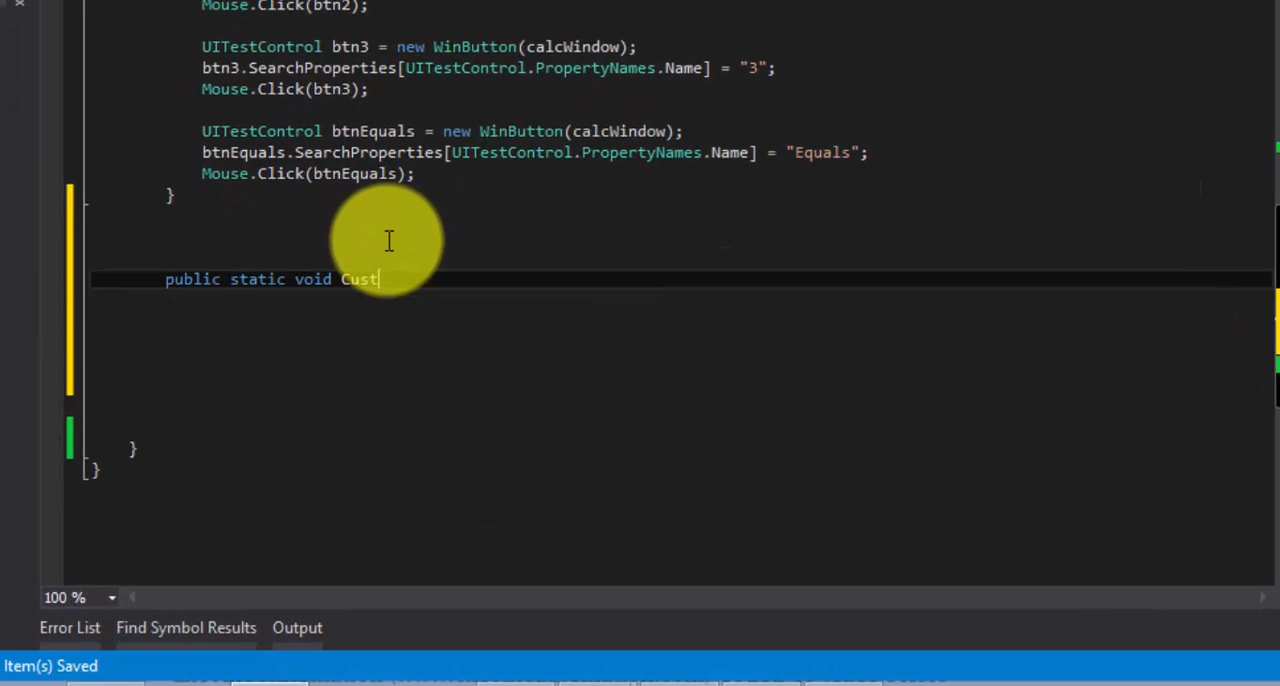 Mouse.Click(btn2);
UITestControl btn3 = new WinButton(calcWindow);
btn3.SearchProperties[UITestControl.PropertyNames.Name] = "3";
Mouse.Click(btn3);
UITestControl btnEquals = new WinButton(calcWindow);
btnEquals.SearchProperties[UITestControl.PropertyNames.Name] = "Equals";
Mouse.Click(btnEquals);
}
public static void Cust
}
}
100 %
Error List Find Symbol Results Output
Item(s) Saved